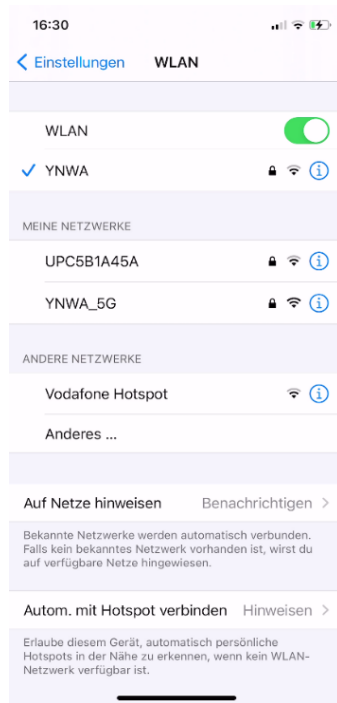 16:30
Einstellungen WLAN
WLAN
YNWA
MEINE NETZWERKE
UPC5B1A45A
YNWA_5G
ANDERE NETZWERKE
Vodafone Hotspot
Anderes ...
Auf Netze hinweisen Benachrichtigen
Bekannte Netzwerke werden automatisch verbunden.
Falls kein bekanntes Netzwerk vorhanden ist, wirst du
auf verfügbare Netze hingewiesen.
Autom. mit Hotspot verbinden Hinweisen
Erlaube diesem Gerät, automatisch persönliche
Hotspots in der Nähe zu erkennen, wenn kein WLAN-
Netzwerk verfügbar ist.